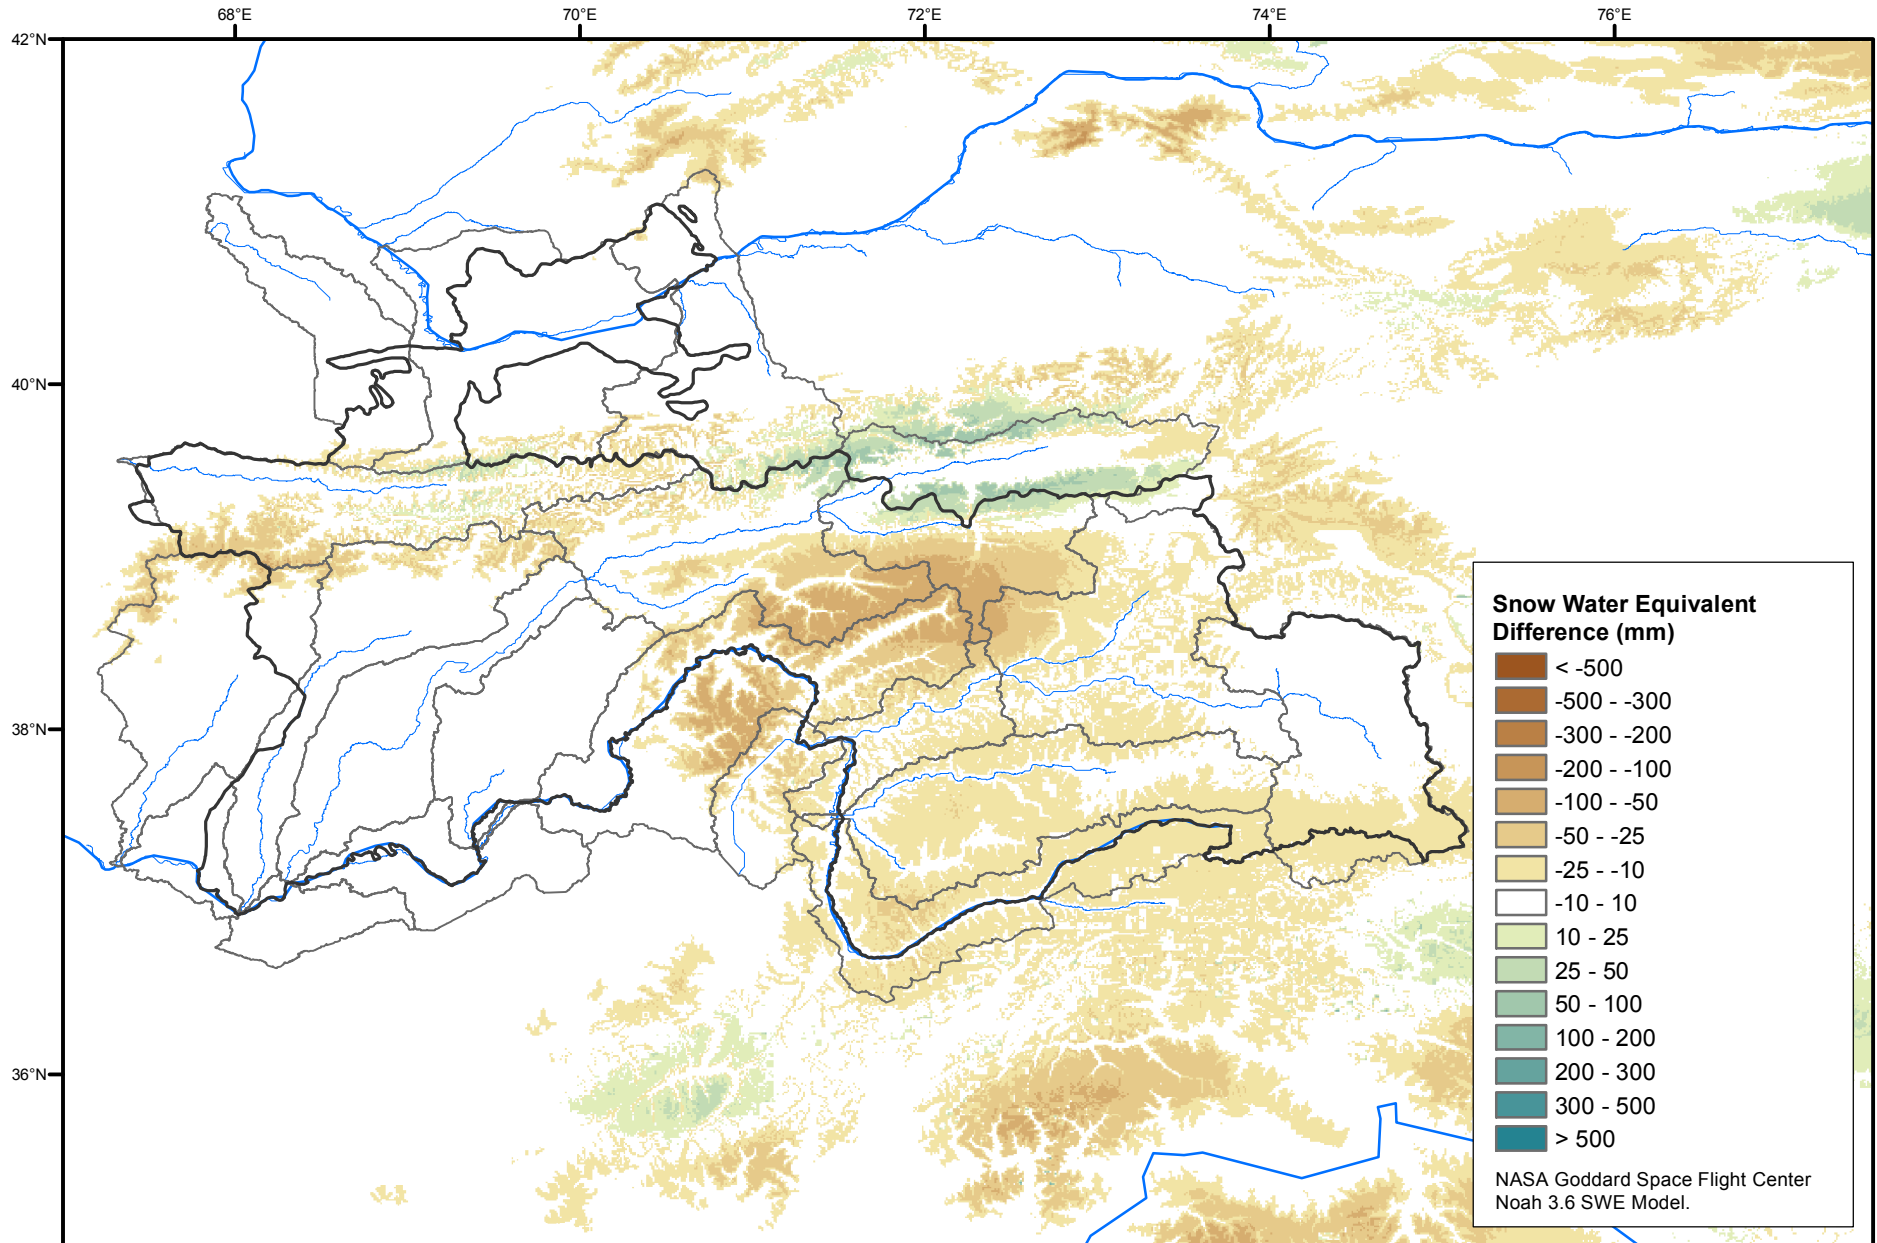 68°E
70°E
72°E
74°E
76°E
42°N
40°N
38°N
36°N
Snow Water Equivalent
Difference (mm)
< -500
-500 - -300
-300 - -200
-200 - -100
-100 - -50
-50 - -25
-25 - -10
-10 - 10
10 - 25
25 - 50
50 - 100
100 - 200
200 - 300
300 - 500
> 500
NASA Goddard Space Flight Center
Noah 3.6 SWE Model.